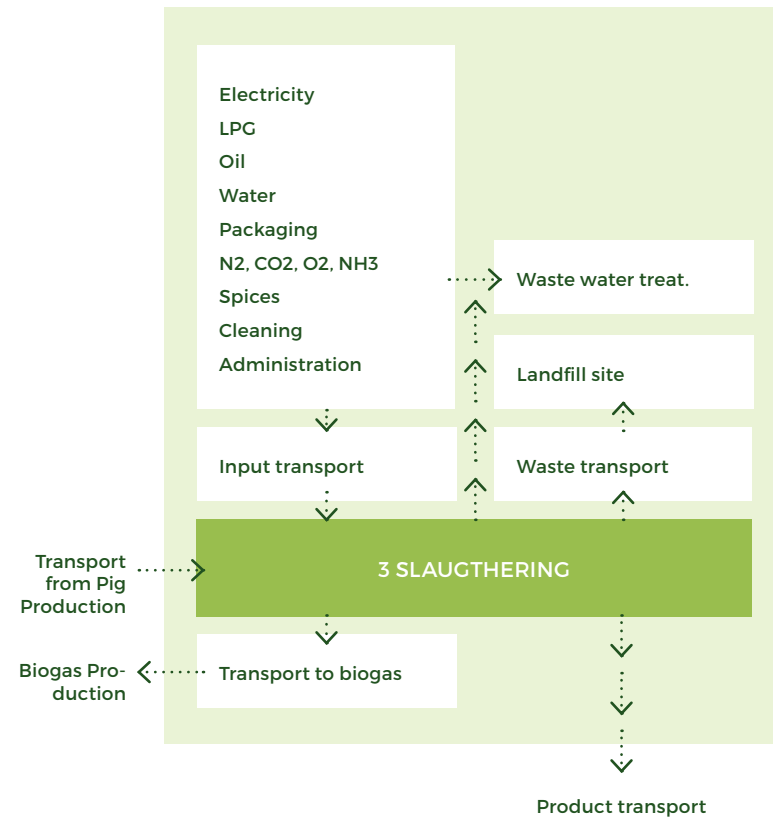 Electricity
LPG
Oil
Water
Packaging
N2, CO2, O2, NH3
Spices
Cleaning
Administration
Waste water treat.
Landfill site
Input transport
Waste transport
Transport
from Pig
Production
3 SLAUGTHERING
Biogas Pro-
duction
Transport to biogas
Product transport